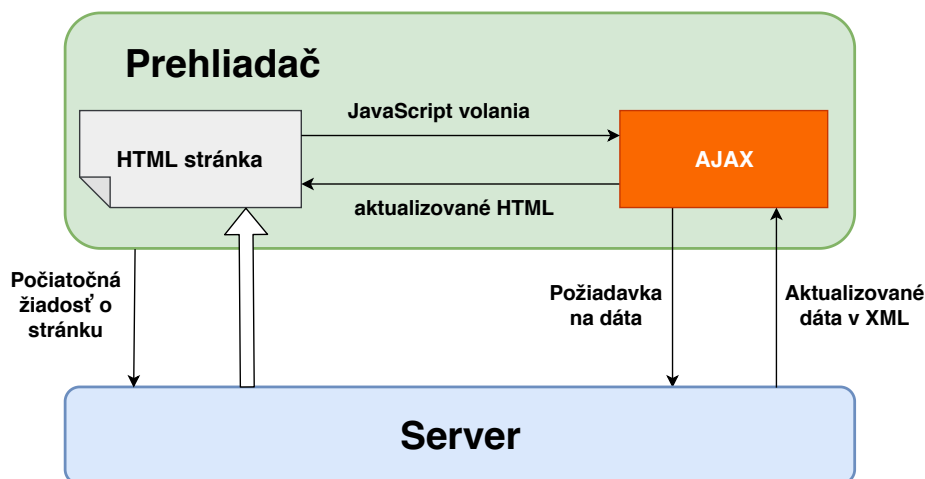 Prehliadač
JavaScript volania
HTML stránka
AJAX
aktualizované HTML
Počiatočná
žiadosť o
stránku
Požiadavka
na dáta
Aktualizované
dáta v XML
Server